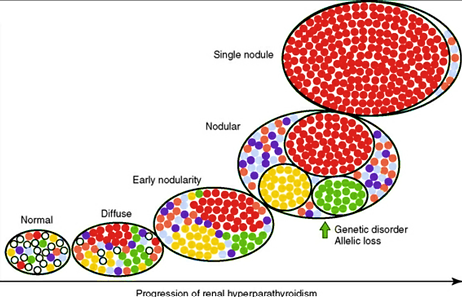 Single nodule
Nodular
Early nodularity
Diffuse
Normal
Genetic disorder
Allelic loss
Progression of renal hyperparathyroidism